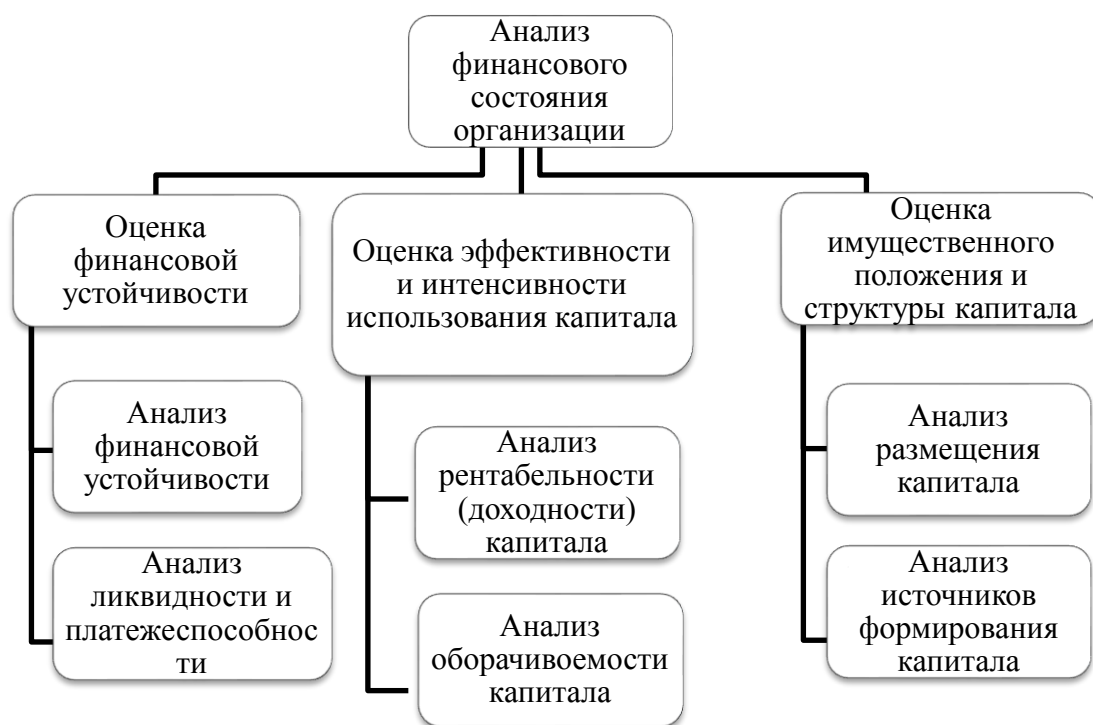 Анализ
финансового
состояния
организации
Оценка
финансовой
устойчивости
Оценка эффективности
и интенсивности
использования капитала
Оценка
имущественного
положения и
структуры капитала
Анализ
финансовой
устойчивости
Анализ
ликвидности и
платежеспособнос
ти
Анализ
рентабельности
(доходности)
капитала
Анализ
оборачивоемости
капитала
Анализ
размещения
капитала
Анализ
источников
формирования
капитала